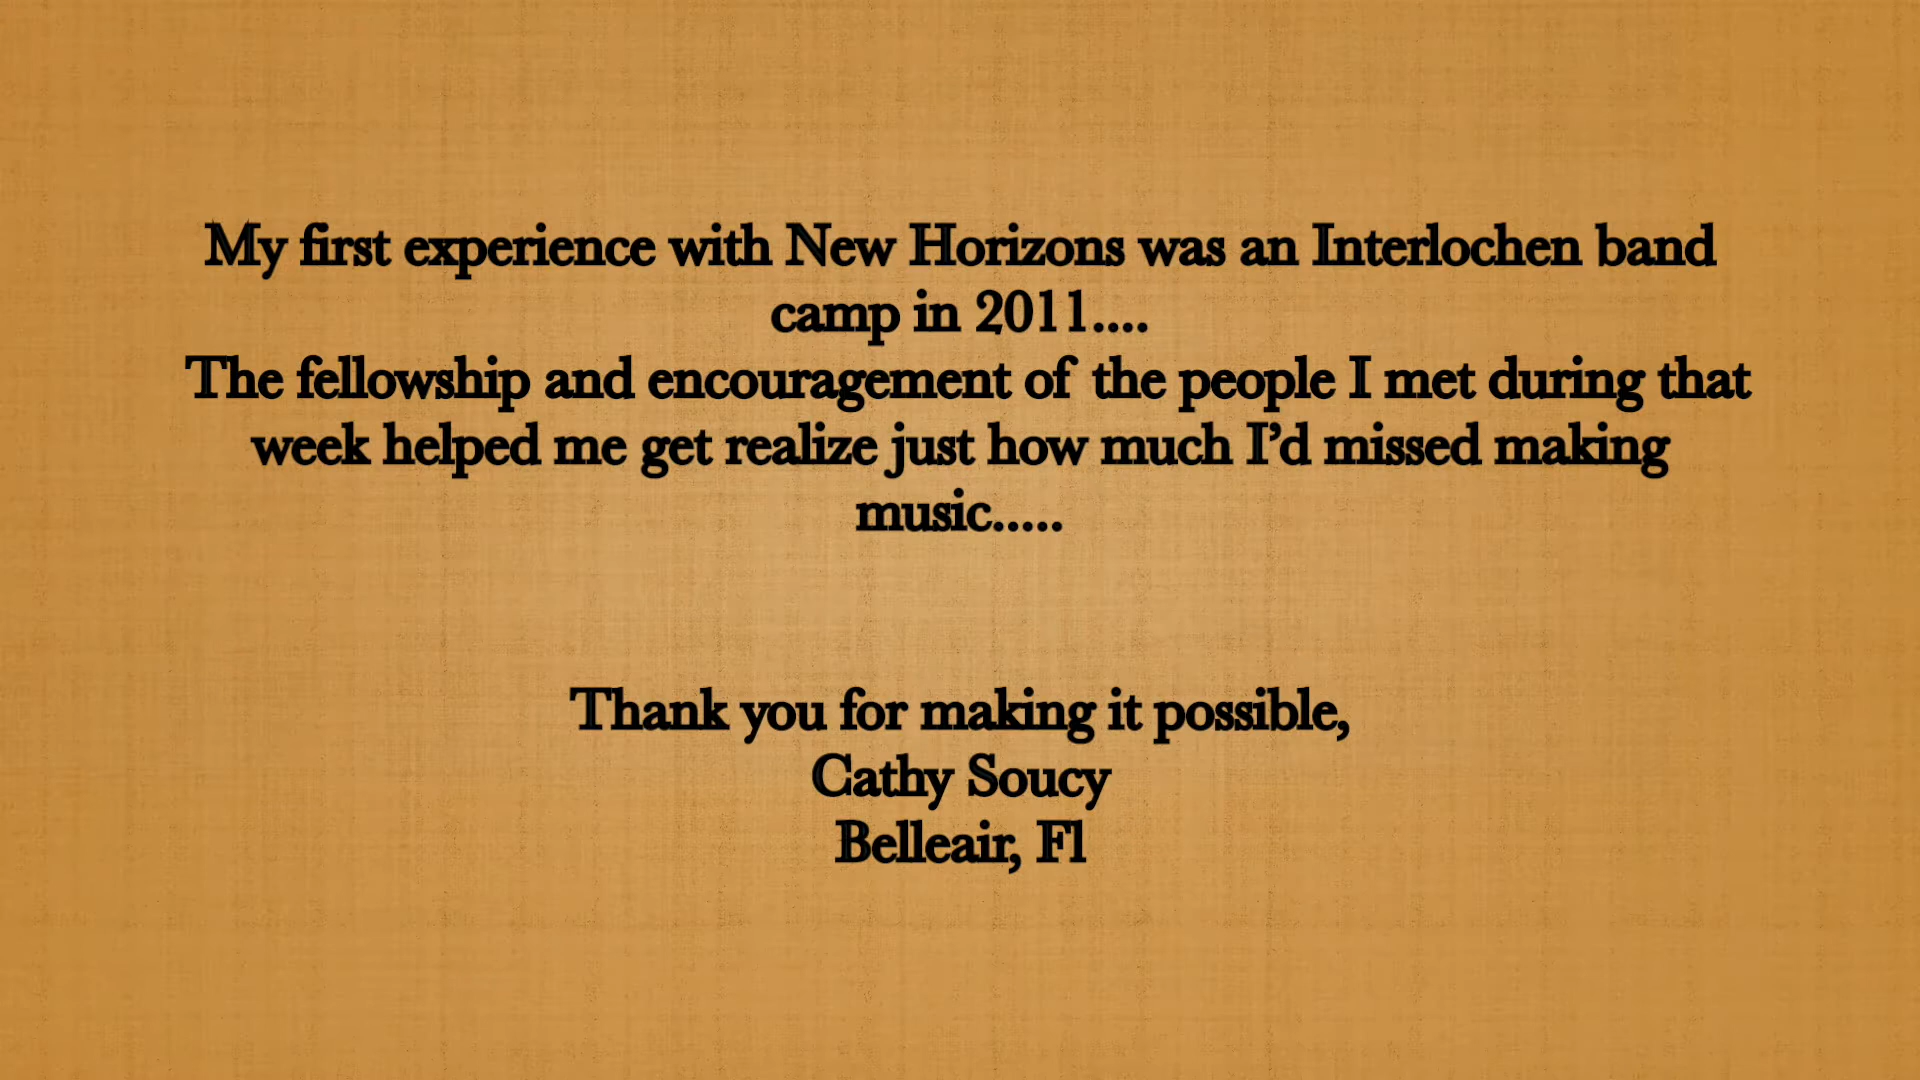 My first experience with New Horizons was an Interlochen band
camp in 2011....
The fellowship and encouragement of the people I met during that
week helped me get realize just how much I’d missed making
music.....
Thank you for making it possible,
Cathy Soucy
Belleair, Fl